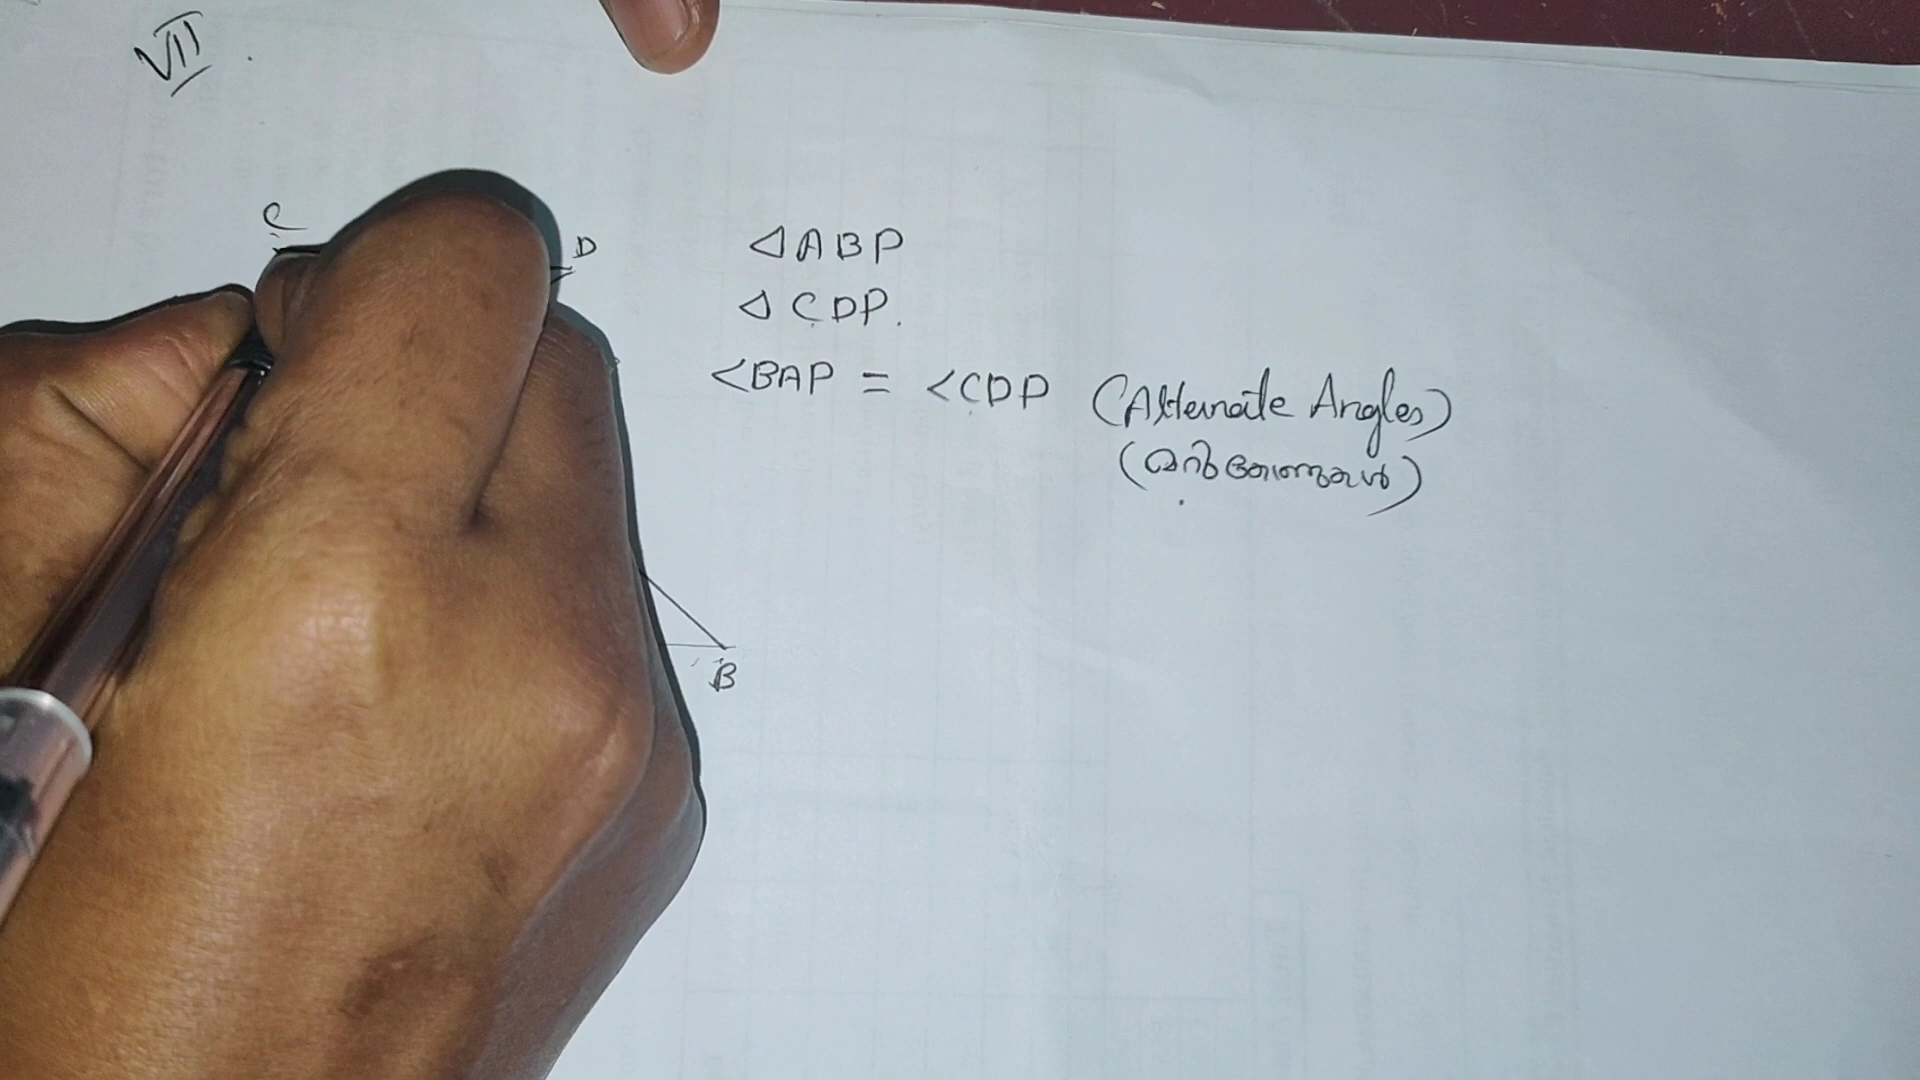 VII
C
D
△ABP
△CDP.
<BAP = <CDP (Alternate Angles)
(മറുകോണുകൾ)
B